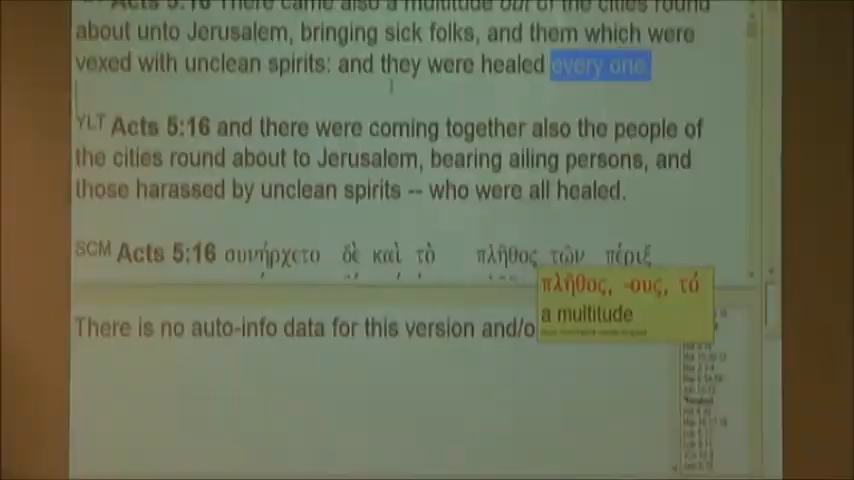 Acts 5:16 There came also a multitude out of the cities round
about unto Jerusalem, bringing sick folks, and them which were
vexed with unclean spirits: and they were healed every one.
YLT Acts 5:16 and there were coming together also the people of
the cities round about to Jerusalem, bearing ailing persons, and
those harassed by unclean spirits -- who were all healed.
SCM Acts 5:16 συνήρχετο δὲ καὶ τὸ πλῆθος τῶν πέριξ
πλῆθος, -ους, τό
a multitude
There is no auto-info data for this version and/o